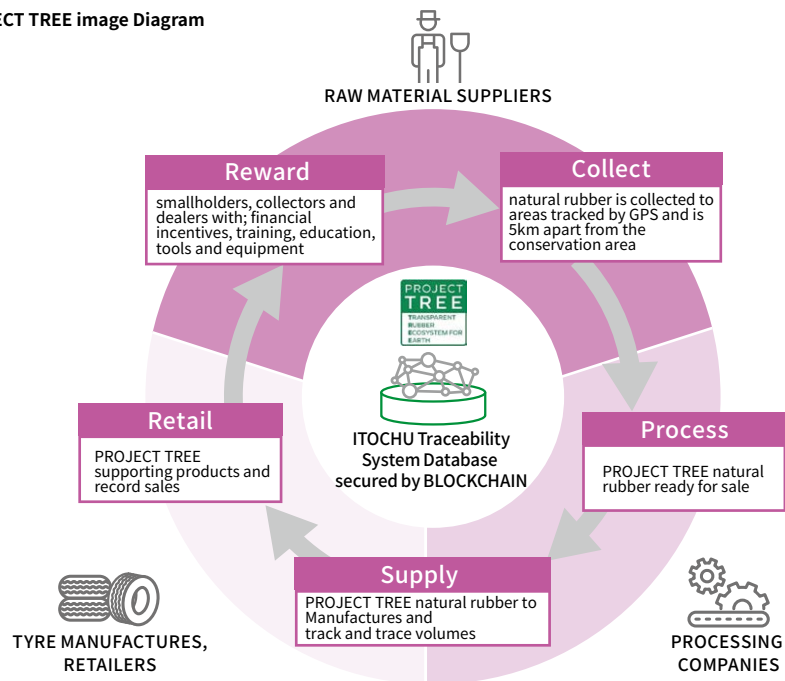 ECT TREE image Diagram
RAW MATERIAL SUPPLIERS
Reward
smallholders, collectors and
dealers with; financial
incentives, training, education,
tools and equipment
Collect
natural rubber is collected to
areas tracked by GPS and is
5km apart from the
conservation area
PROJECT
TREE
TRANSPARENT
RUBBER
ECOSYSTEM FOR
EARTH
ITOCHU Traceability
System Database
secured by BLOCKCHAIN
Retail
PROJECT TREE
supporting products and
record sales
Process
PROJECT TREE natural
rubber ready for sale
Supply
PROJECT TREE natural rubber to
Manufactures and
track and trace volumes
TYRE MANUFACTURES,
RETAILERS
PROCESSING
COMPANIES